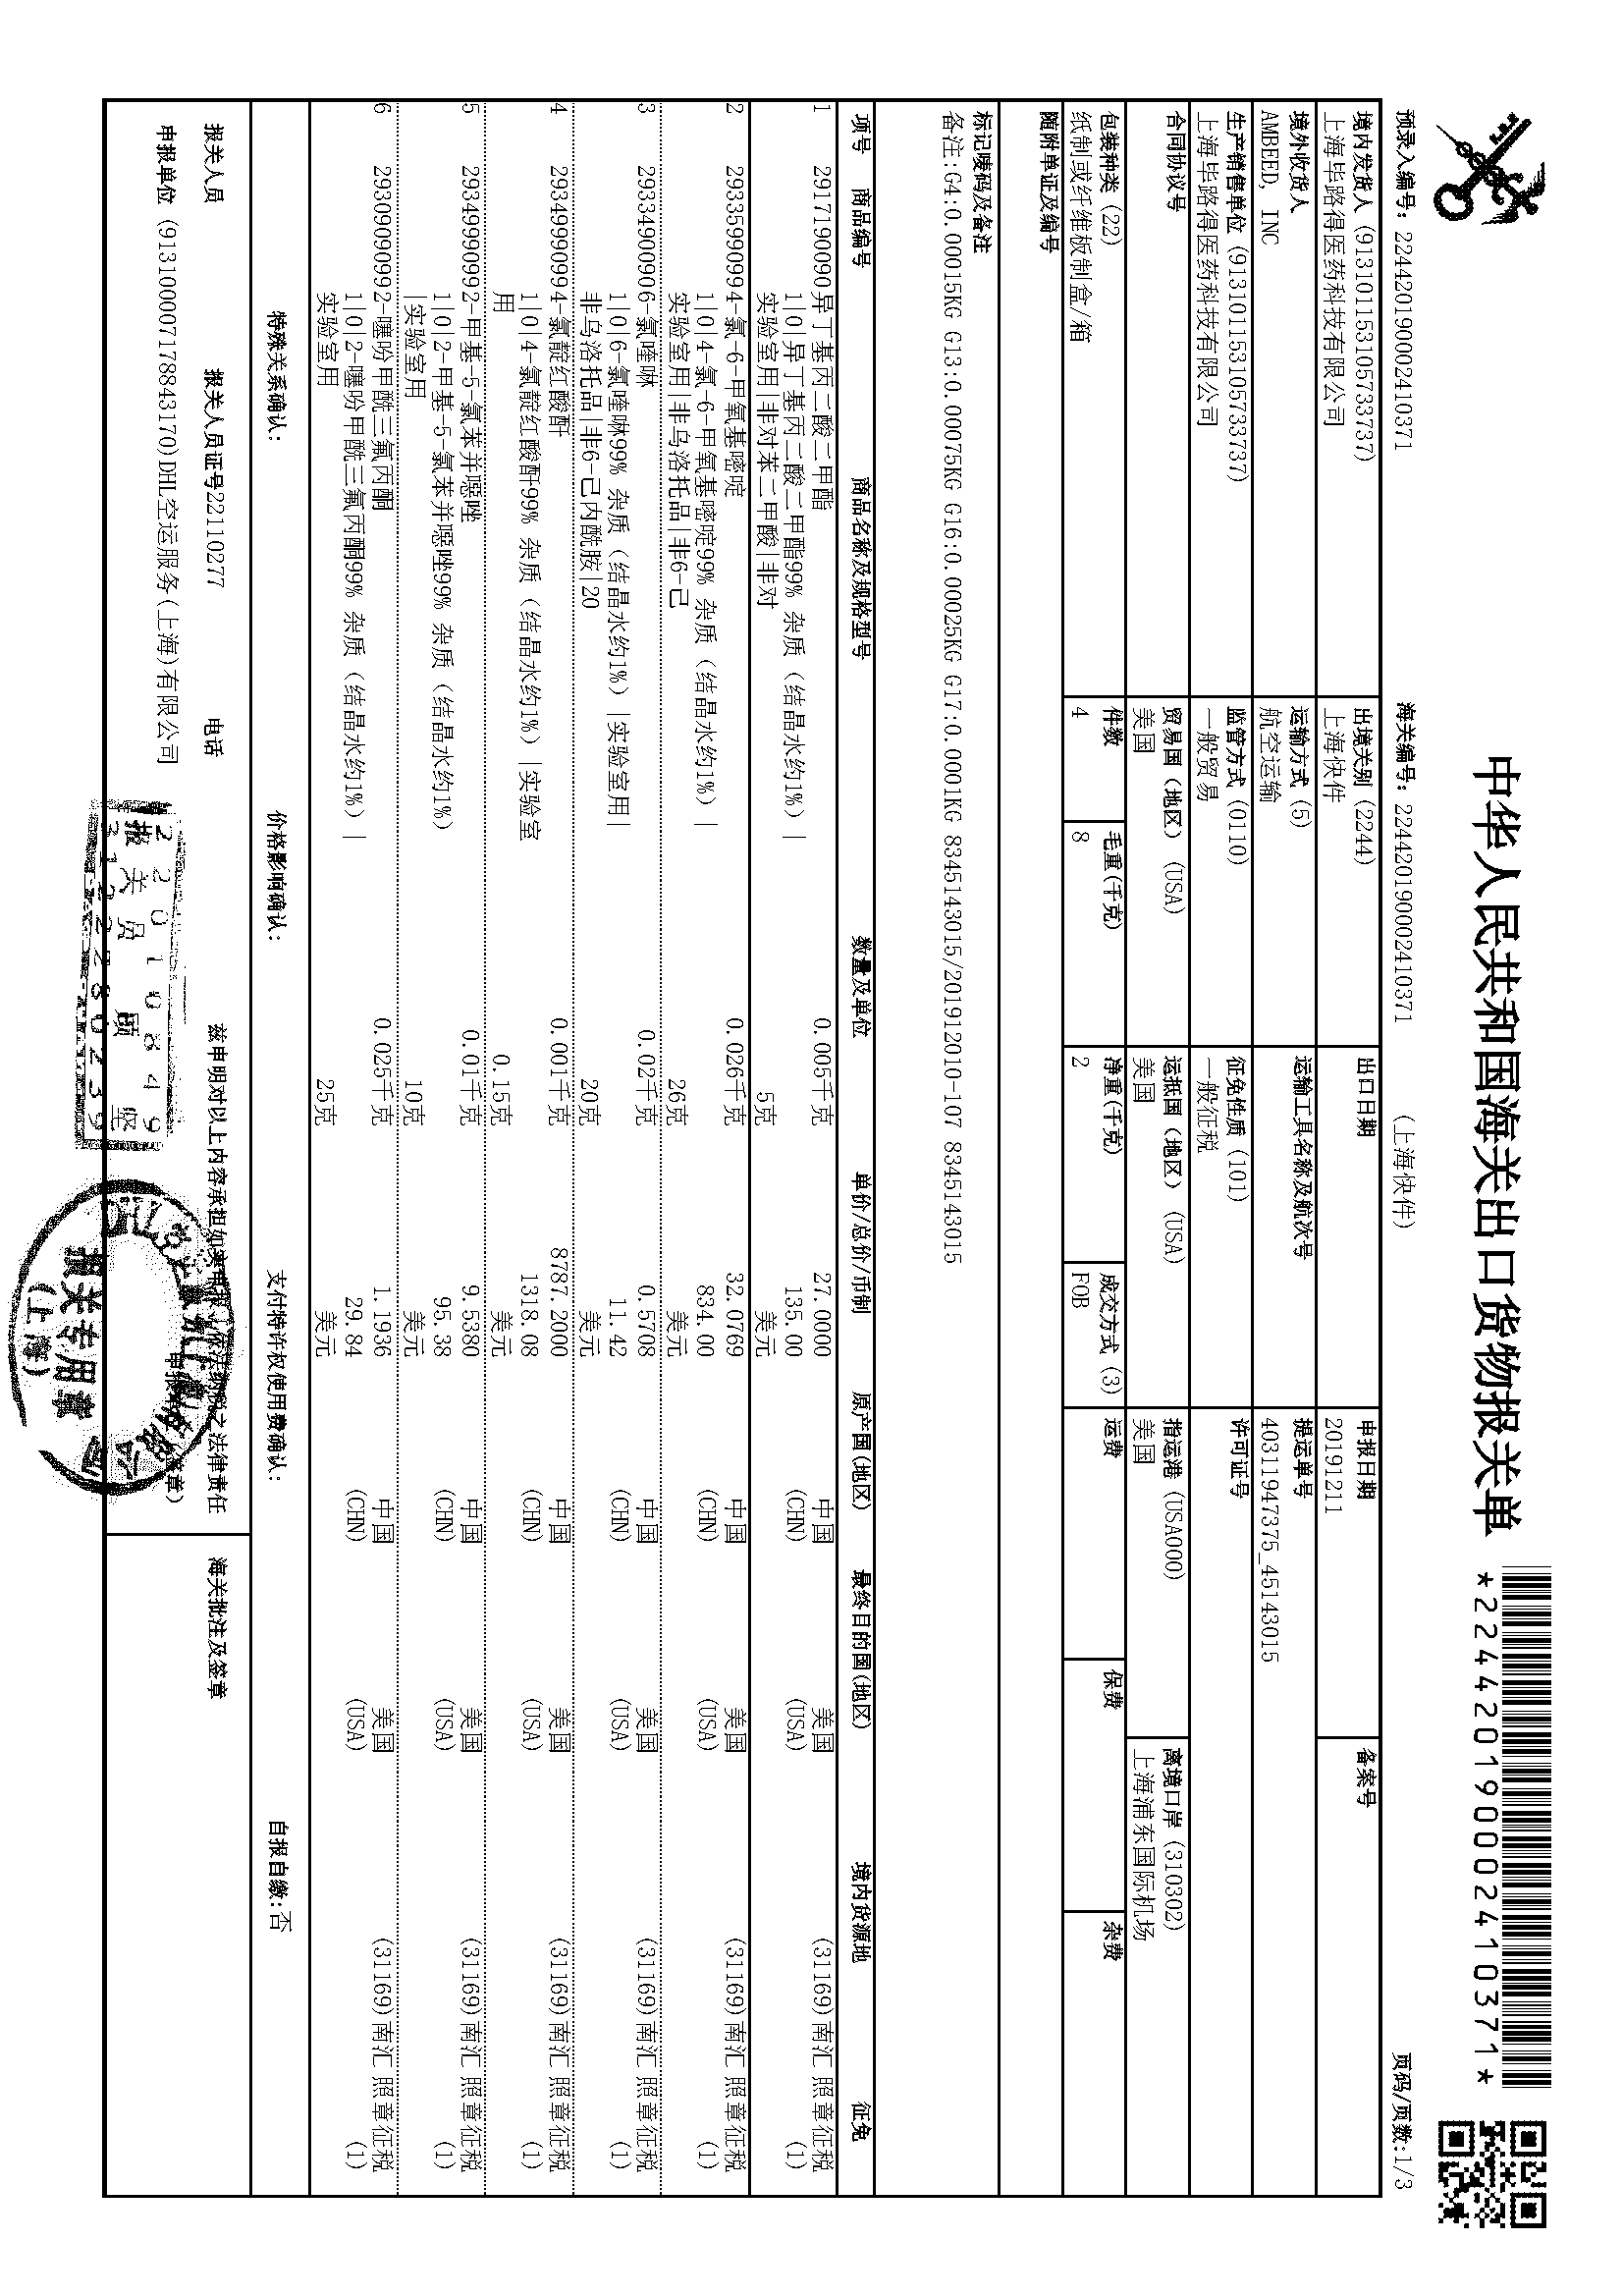 中华人民共和国海关出口货物报关单
*224420190002410371*
预录入编号：224420190002410371 海关编号：224420190002410371 (上海快件) 页码/页数:1/3
境内发货人 (91310115310573373​7) 出境关别 (2244) 出口日期 申报日期 备案号
上海毕路得医药科技有限公司 上海快件 20191211
境外收货人 运输方式 (5) 运输工具名称及航次号 提运单号
AMBEED, INC 航空运输 4031194737​5_45143015
生产销售单位 (913101153105733737) 监管方式 (0110) 征免性质 (101) 许可证号
上海毕路得医药科技有限公司 一般贸易 一般征税
合同协议号 贸易国（地区） (USA) 运抵国（地区） (USA) 指运港 (USA000) 离境口岸 (310302)
美国 美国 美国 上海浦东国际机场
包装种类 (22) 件数 毛重(千克) 净重(千克) 成交方式 (3) 运费 保费 杂费
纸制或纤维板制盒/箱 4 8 2 FOB
随附单证及编号
标记唛码及备注
备注:G4:0.00015KG G13:0.00075KG G16:0.00025KG G17:0.0001KG 8345143015/201912010-107 8345143015
项号 商品编号 商品名称及规格型号 数量及单位 单价/总价/币制 原产国(地区) 最终目的国(地区) 境内货源地 征免
1 2917190090异丁基丙二酸二甲酯 0.005千克 27.0000 中国 美国 (31169)南汇 照章征税
1|0|异丁基丙二酸二甲酯99% 杂质（结晶水约1%）| 135.00 (CHN) (USA) (1)
实验室用|非对苯二甲酸|非对 5克 美元
2 2933599099​4-氯-6-甲氧基嘧啶 0.026千克 32.0769 中国 美国 (31169)南汇 照章征税
1|0|4-氯-6-甲氧基嘧啶99% 杂质（结晶水约1%）| 834.00 (CHN) (USA) (1)
实验室用|非乌洛托品|非6-已 26克 美元
3 2933490090​6-氯喹啉 0.02千克 0.5708 中国 美国 (31169)南汇 照章征税
1|0|6-氯喹啉99% 杂质（结晶水约1%）|实验室用| 11.42 (CHN) (USA) (1)
非乌洛托品|非6-己内酰胺|20 20克 美元
4 2934999099​4-氯靛红酸酐 0.001千克 8787.2000 中国 美国 (31169)南汇 照章征税
1|0|4-氯靛红酸酐99% 杂质（结晶水约1%）|实验室 1318.08 (CHN) (USA) (1)
用 0.15克 美元
5 2934999099​2-甲基-5-氯苯并噁唑 0.01千克 9.5380 中国 美国 (31169)南汇 照章征税
1|0|2-甲基-5-氯苯并噁唑99% 杂质（结晶水约1%） 95.38 (CHN) (USA) (1)
|实验室用 10克 美元
6 2930909099​2-噻吩甲酰三氟丙酮 0.025千克 1.1936 中国 美国 (31169)南汇 照章征税
1|0|2-噻吩甲酰三氟丙酮99% 杂质（结晶水约1%）| 29.84 (CHN) (USA) (1)
实验室用 25克 美元
特殊关系确认： 价格影响确认： 支付特许权使用费确认： 自报自缴:否
报关人员 报关人员证号22110277 电话 兹申明对以上内容承担如实申报、依法纳税之法律责任 海关批注及签章
申报单位 (913100007178843170)DHL空运服务(上海)有限公司 申报单位（签章）
报关专用章
(上海)